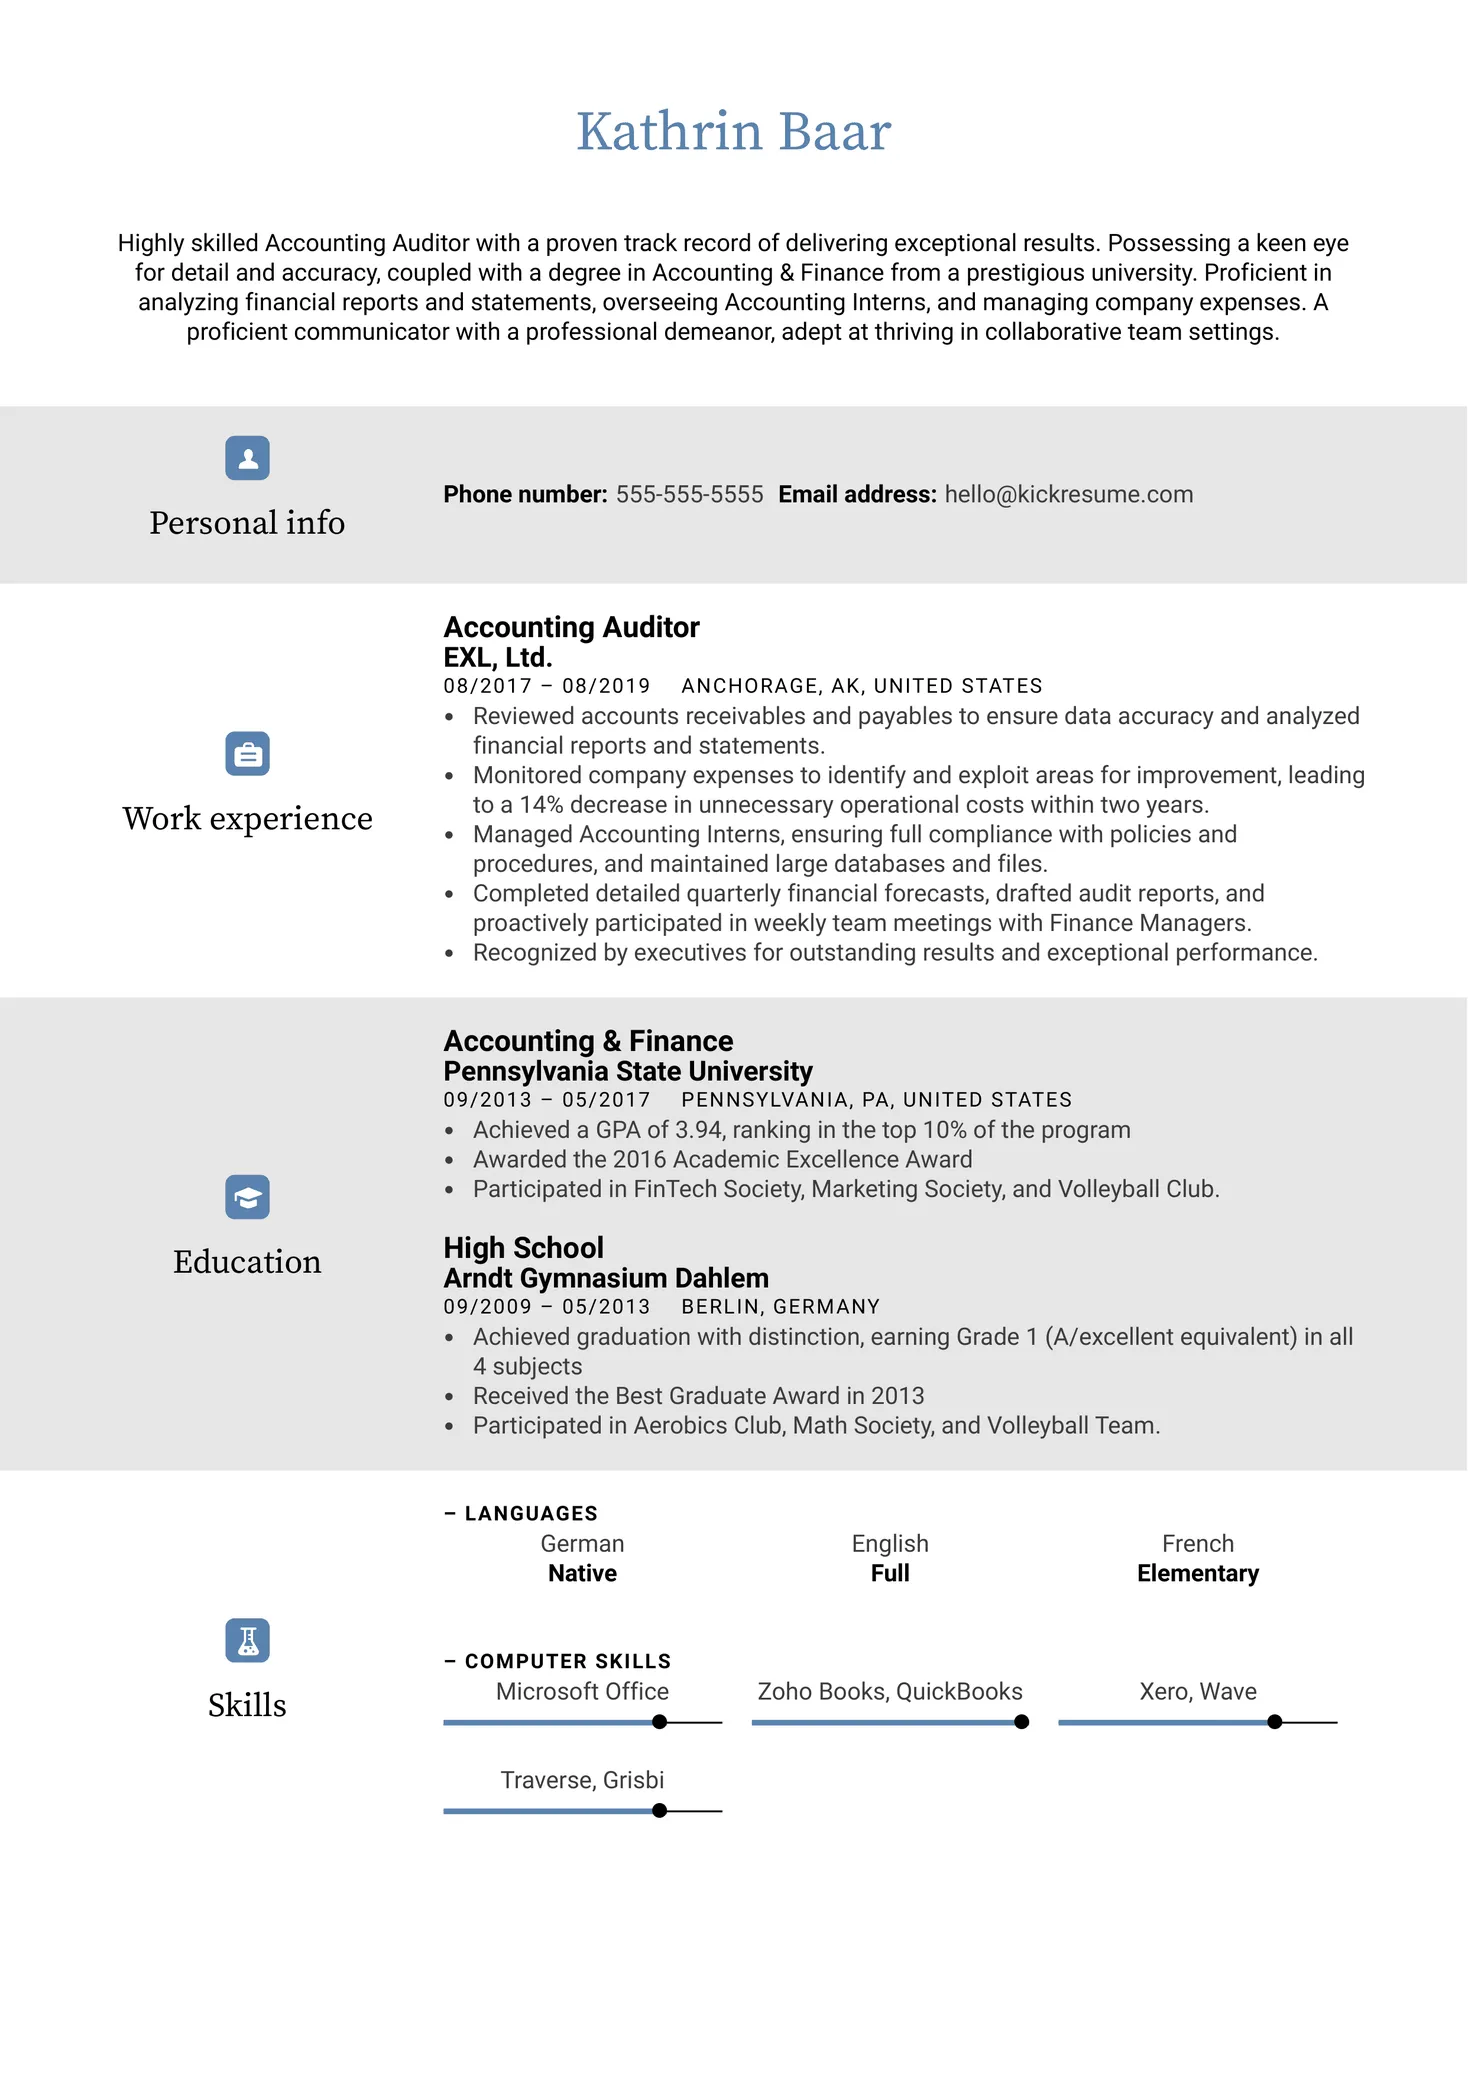 Kathrin Baar
Highly skilled Accounting Auditor with a proven track record of delivering exceptional results. Possessing a keen eye
for detail and accuracy, coupled with a degree in Accounting & Finance from a prestigious university. Proficient in
analyzing financial reports and statements, overseeing Accounting Interns, and managing company expenses. A
proficient communicator with a professional demeanor, adept at thriving in collaborative team settings.
Personal info
Phone number: 555-555-5555 Email address: hello@kickresume.com
Work experience
Accounting Auditor
EXL, Ltd.
08/2017 – 08/2019 ANCHORAGE, AK, UNITED STATES
• Reviewed accounts receivables and payables to ensure data accuracy and analyzed
financial reports and statements.
• Monitored company expenses to identify and exploit areas for improvement, leading
to a 14% decrease in unnecessary operational costs within two years.
• Managed Accounting Interns, ensuring full compliance with policies and
procedures, and maintained large databases and files.
• Completed detailed quarterly financial forecasts, drafted audit reports, and
proactively participated in weekly team meetings with Finance Managers.
• Recognized by executives for outstanding results and exceptional performance.
Education
Accounting & Finance
Pennsylvania State University
09/2013 – 05/2017 PENNSYLVANIA, PA, UNITED STATES
• Achieved a GPA of 3.94, ranking in the top 10% of the program
• Awarded the 2016 Academic Excellence Award
• Participated in FinTech Society, Marketing Society, and Volleyball Club.
High School
Arndt Gymnasium Dahlem
09/2009 – 05/2013 BERLIN, GERMANY
• Achieved graduation with distinction, earning Grade 1 (A/excellent equivalent) in all
4 subjects
• Received the Best Graduate Award in 2013
• Participated in Aerobics Club, Math Society, and Volleyball Team.
Skills
– LANGUAGES
German English French
Native Full Elementary
– COMPUTER SKILLS
Microsoft Office Zoho Books, QuickBooks Xero, Wave
Traverse, Grisbi